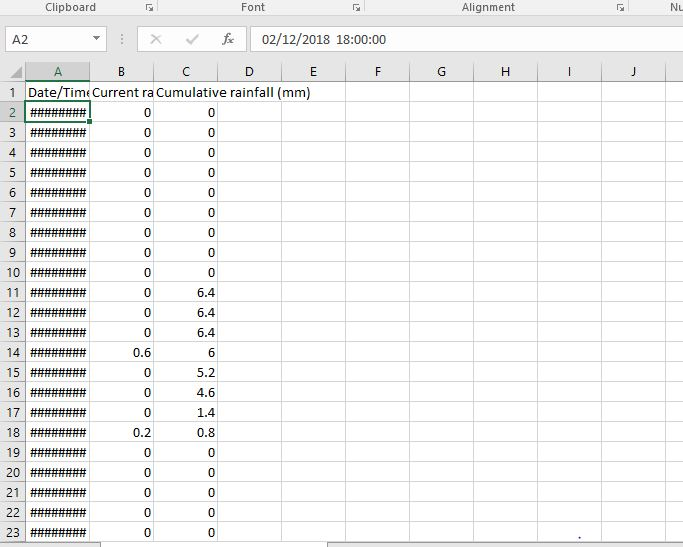 Clipboard Font Alignment Nu
A2 fx 02/12/2018 18:00:00
A B C D E F G H I J
1 Date/Time Current ra Cumulative rainfall (mm)
2 ######## 0 0
3 ######## 0 0
4 ######## 0 0
5 ######## 0 0
6 ######## 0 0
7 ######## 0 0
8 ######## 0 0
9 ######## 0 0
10 ######## 0 0
11 ######## 0 6.4
12 ######## 0 6.4
13 ######## 0 6.4
14 ######## 0.6 6
15 ######## 0 5.2
16 ######## 0 4.6
17 ######## 0 1.4
18 ######## 0.2 0.8
19 ######## 0 0
20 ######## 0 0
21 ######## 0 0
22 ######## 0 0
23 ######## 0 0